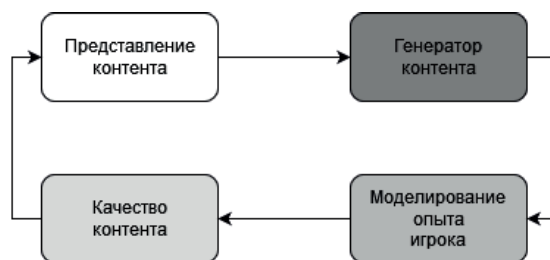 Представление
контента
Генератор
контента
Качество
контента
Моделирование
опыта
игрока